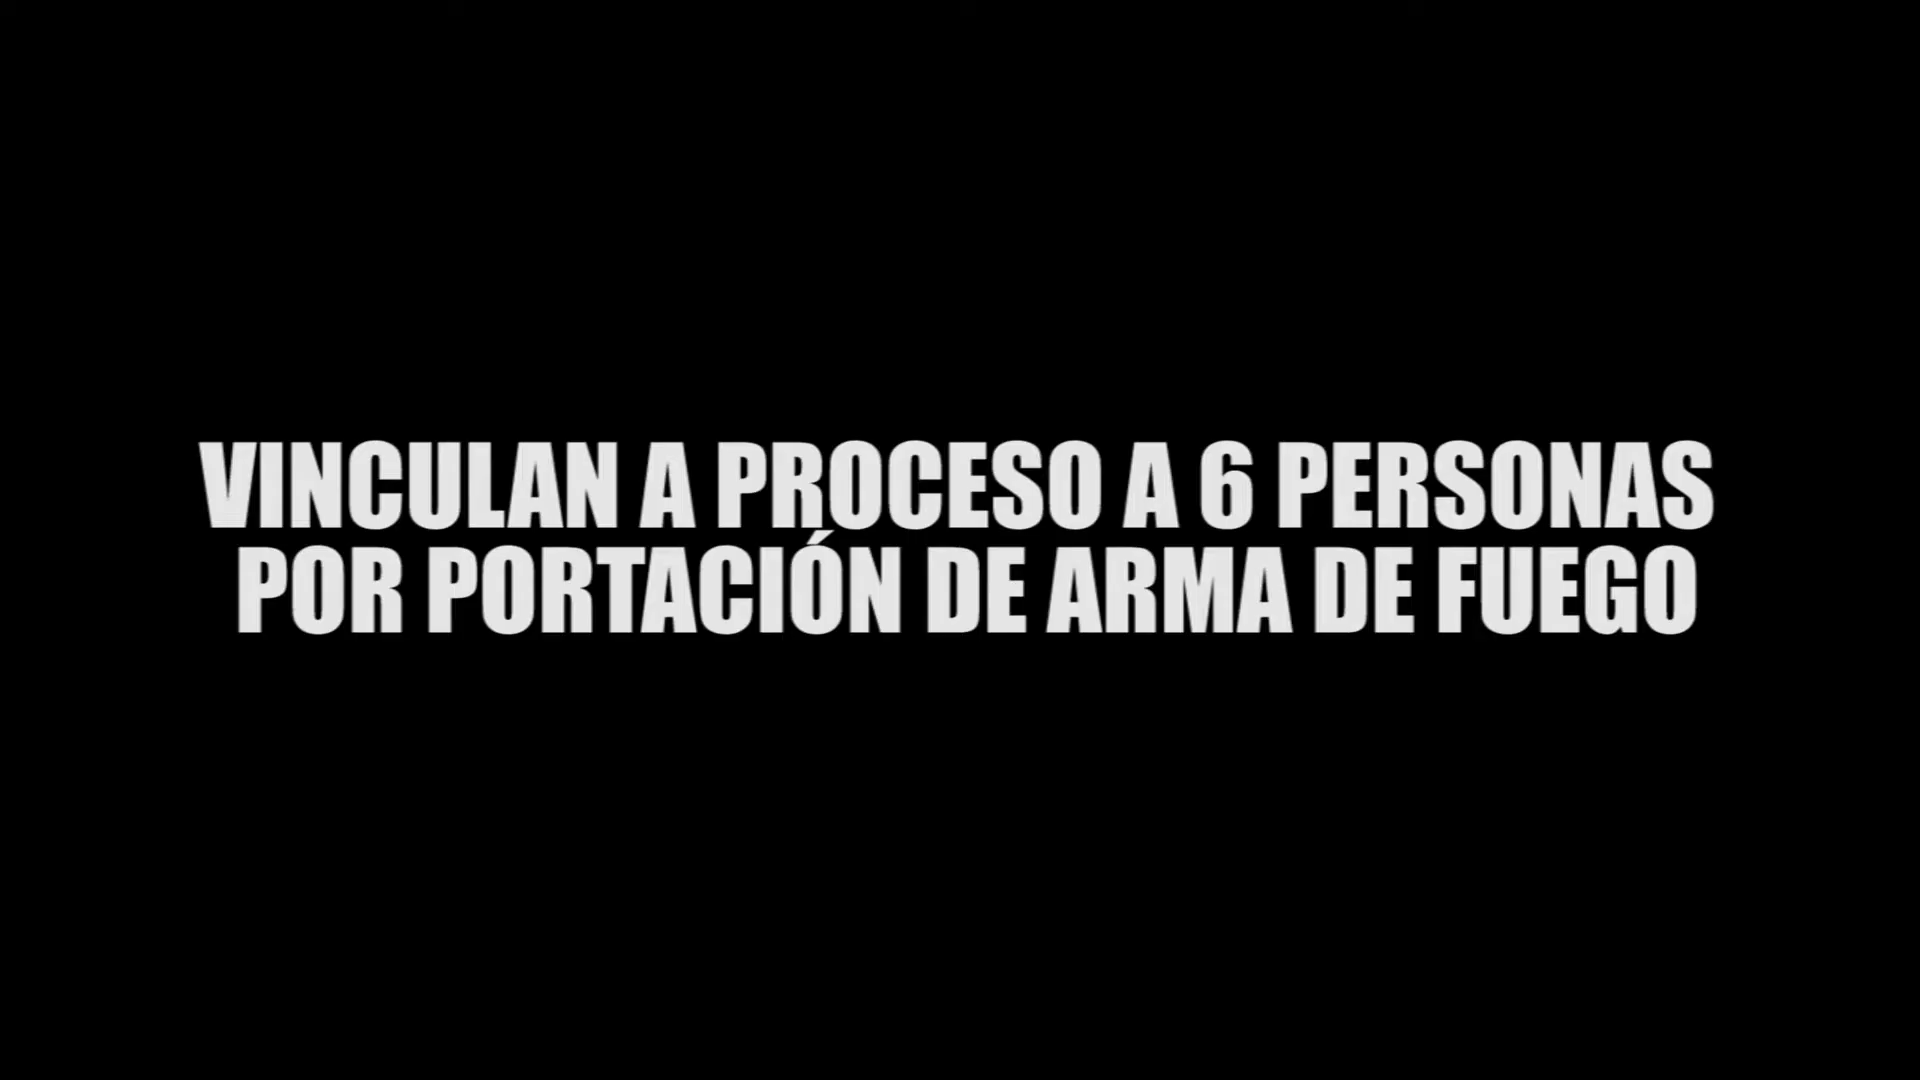 VINCULAN A PROCESO A 6 PERSONAS
POR PORTACIÓN DE ARMA DE FUEGO